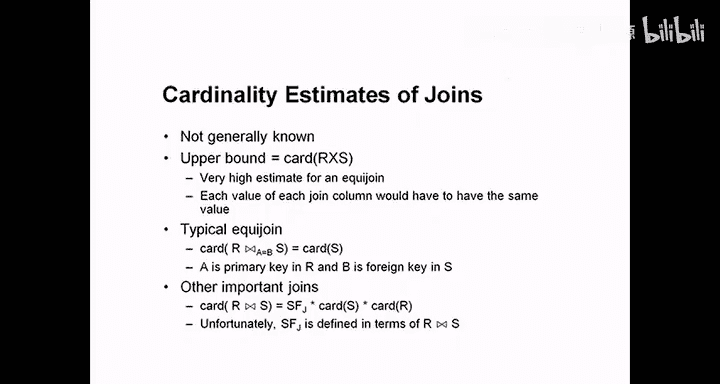 bilibili
Cardinality Estimates of Joins
• Not generally known
• Upper bound = card(RXS)
– Very high estimate for an equijoin
– Each value of each join column would have to have the same
value
• Typical equijoin
– card( R ⋈A=B S) = card(S)
– A is primary key in R and B is foreign key in S
• Other important joins
– card( R ⋈ S) = SFJ * card(S) * card(R)
– Unfortunately, SFJ is defined in terms of R ⋈ S